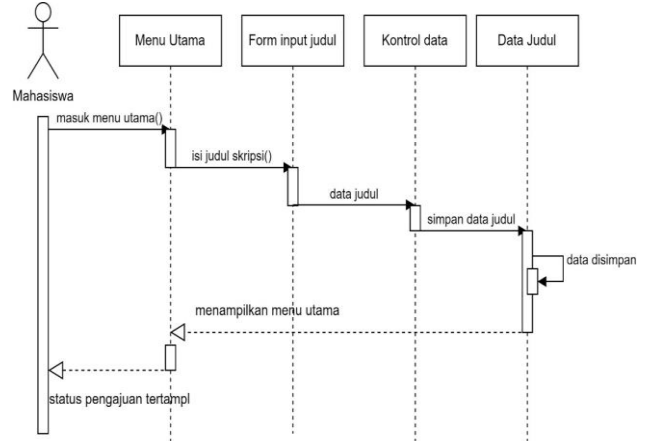 Menu Utama
Form input judul
Kontrol data
Data Judul
Mahasiswa
masuk menu utama()
isi judul skripsi()
data judul
simpan data judul
data disimpan
menampilkan menu utama
status pengajuan tertampl